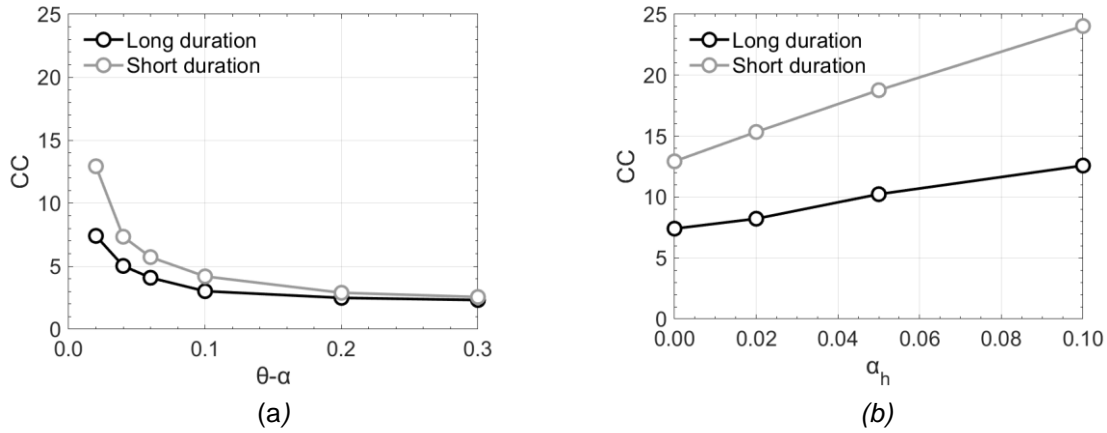 25
20
15
10
5
0
CC
Long duration
Short duration
0.0 0.1 0.2 0.3
θ-α
(a)
25
20
15
10
5
0
CC
Long duration
Short duration
0.00 0.02 0.04 0.06 0.08 0.10
α_h
(b)